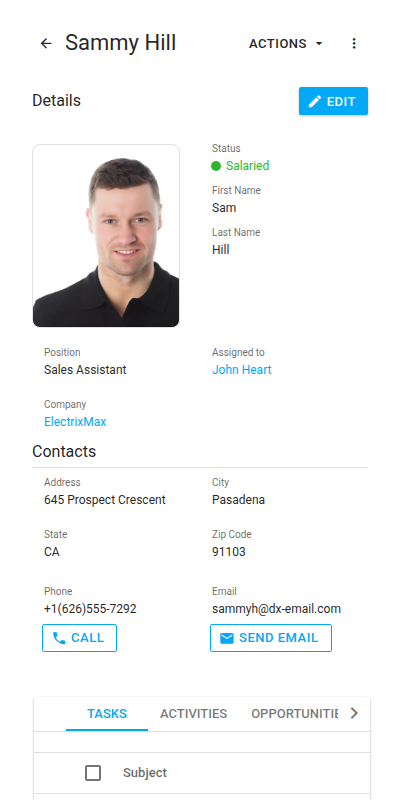 Sammy Hill
ACTIONS
Details
EDIT
Status
Salaried
First Name
Sam
Last Name
Hill
Position
Sales Assistant
Assigned to
John Heart
Company
ElectrixMax
Contacts
Address
645 Prospect Crescent
City
Pasadena
State
CA
Zip Code
91103
Phone
+1(626)555-7292
Email
sammyh@dx-email.com
CALL
SEND EMAIL
TASKS ACTIVITIES OPPORTUNITIE
Subject